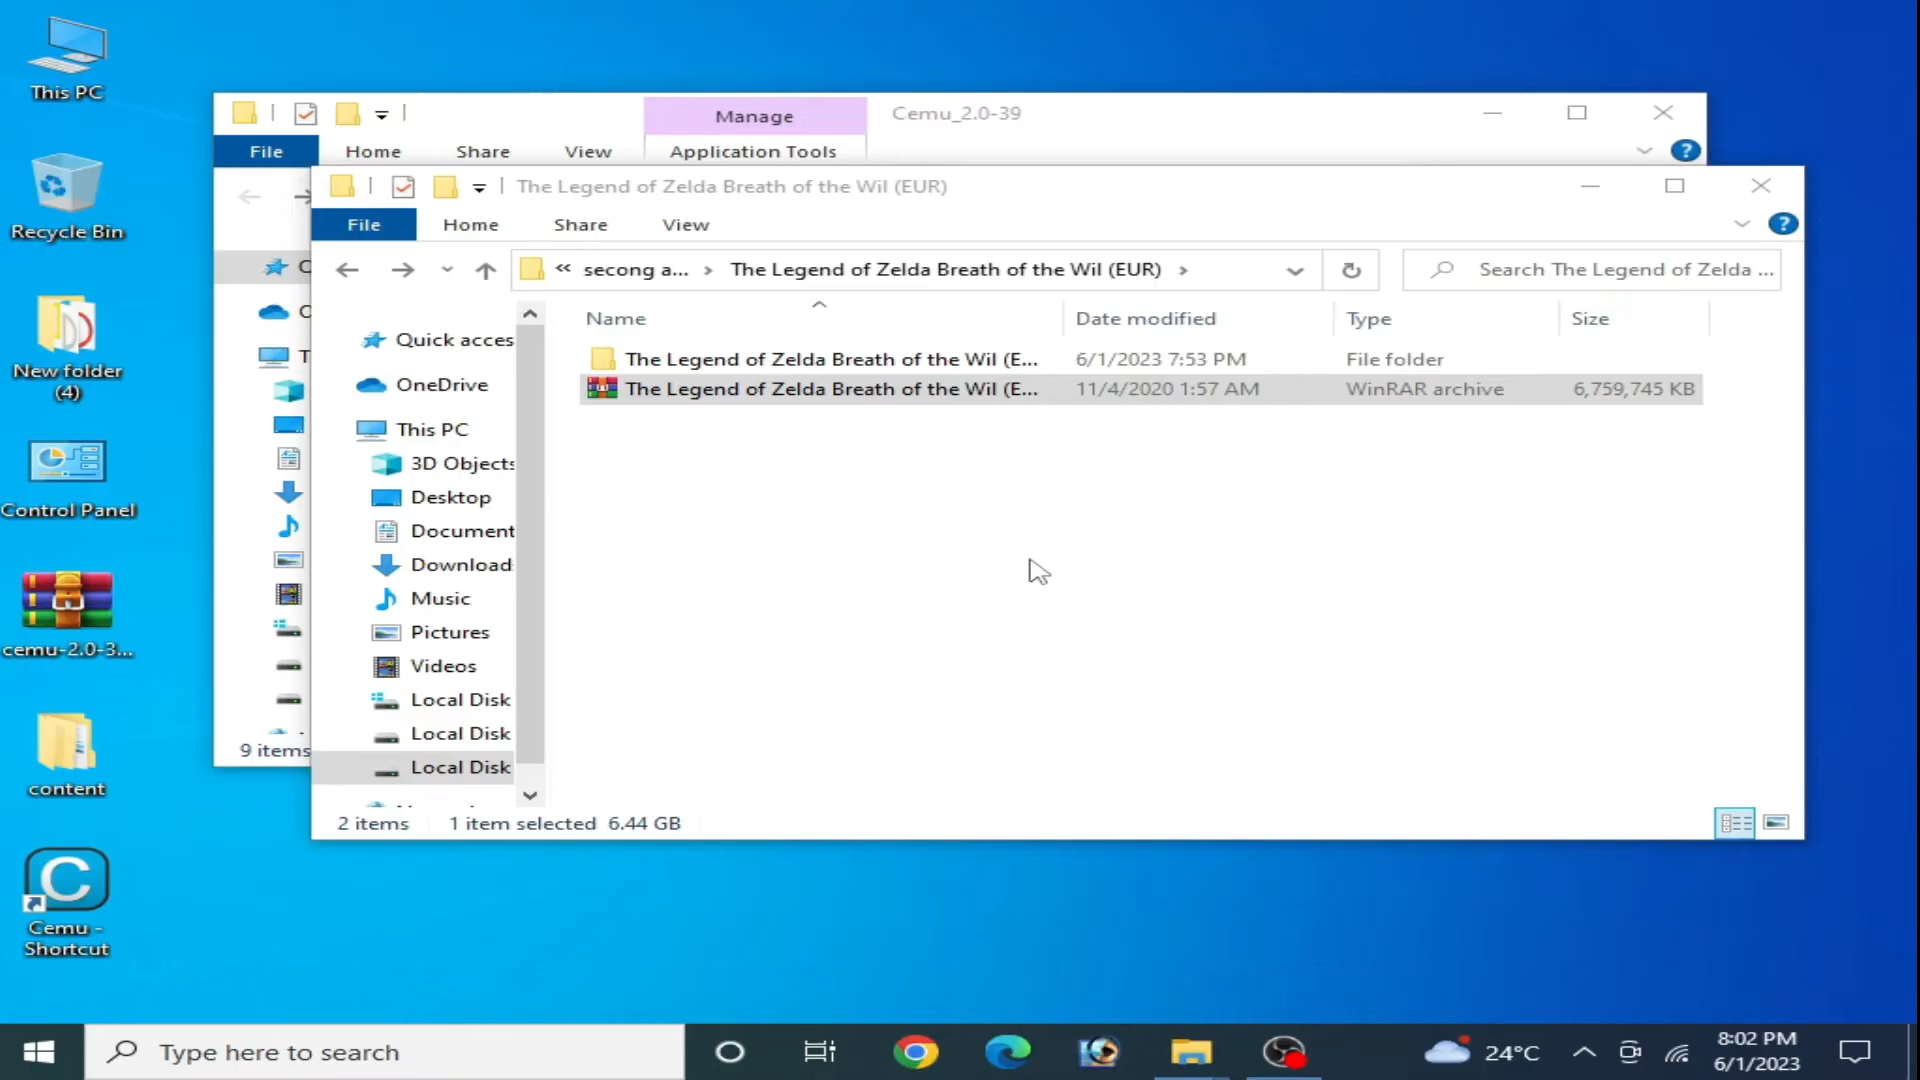 This PC
Recycle Bin
New folder
(4)
Control Panel
cemu-2.0-3...
content
Cemu -
Shortcut
Manage
Cemu_2.0-39
File
Home
Share
View
Application Tools
9 items
The Legend of Zelda Breath of the Wil (EUR)
File
Home
Share
View
« secong a... › The Legend of Zelda Breath of the Wil (EUR) ›
Search The Legend of Zelda ...
Name
Date modified
Type
Size
The Legend of Zelda Breath of the Wil (E...
6/1/2023 7:53 PM
File folder
The Legend of Zelda Breath of the Wil (E...
11/4/2020 1:57 AM
WinRAR archive
6,759,745 KB
Quick acces
OneDrive
This PC
3D Objects
Desktop
Document
Download
Music
Pictures
Videos
Local Disk
Local Disk
Local Disk
2 items
1 item selected 6.44 GB
Type here to search
24°C
8:02 PM
6/1/2023